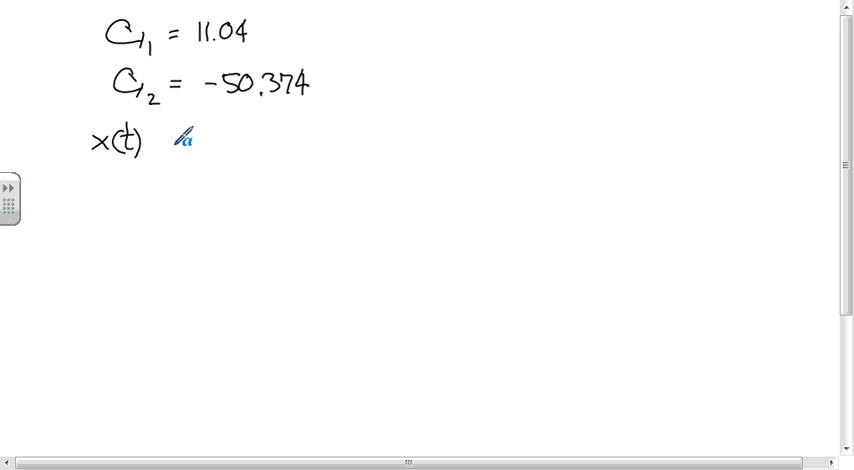 C₁ = 11.04
C₂ = -50.374
x(t)